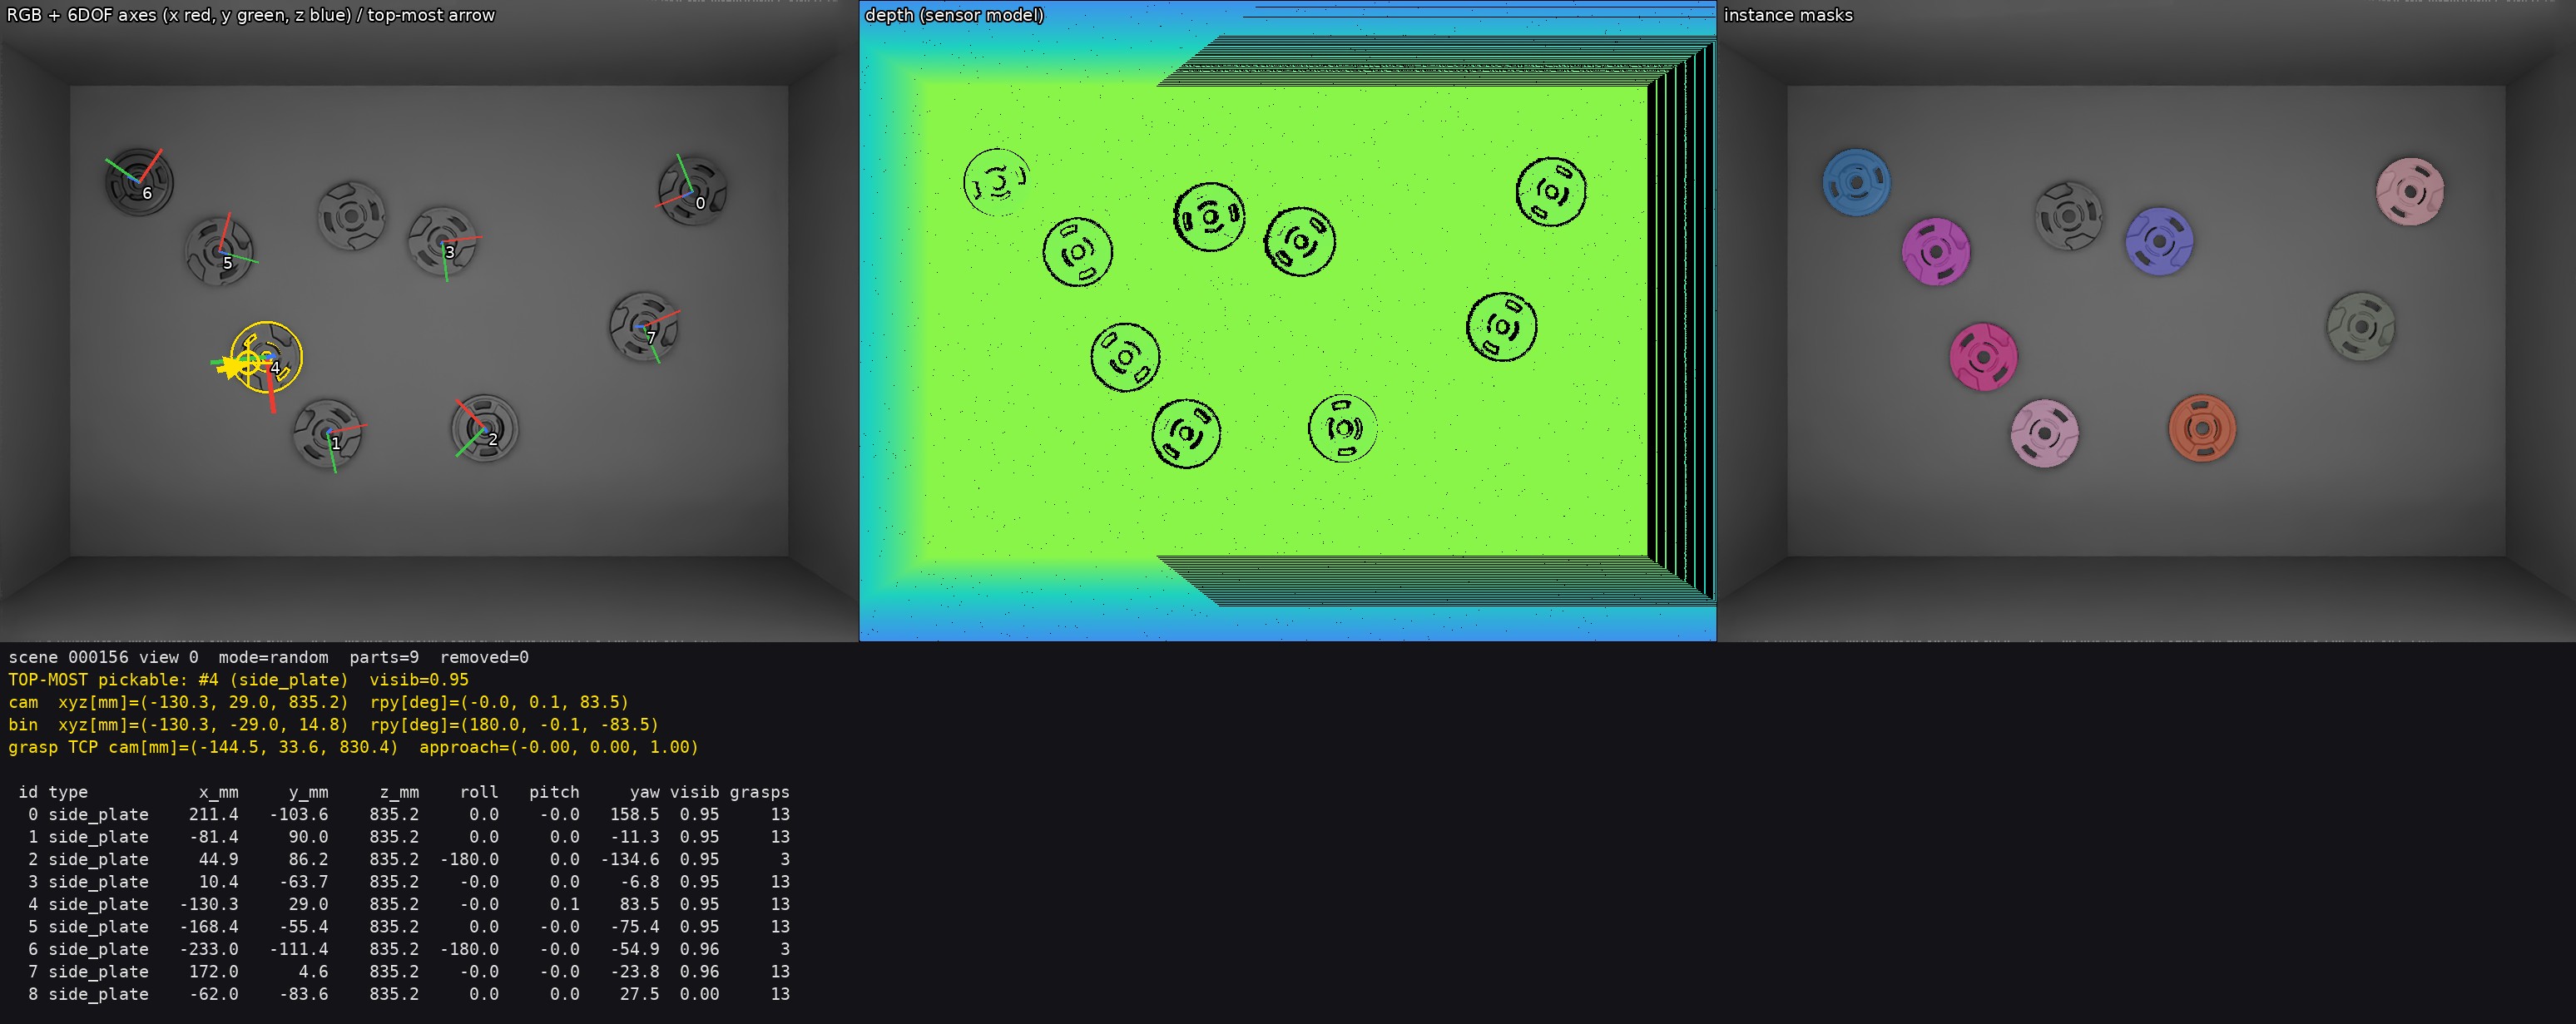 RGB + 6DOF axes (x red, y green, z blue) / top-most arrow
depth (sensor model)
instance masks
6
0
5
3
7
4
1
2
scene 000156 view 0  mode=random  parts=9  removed=0
TOP-MOST pickable: #4 (side_plate)  visib=0.95
cam  xyz[mm]=(-130.3, 29.0, 835.2)  rpy[deg]=(-0.0, 0.1, 83.5)
bin  xyz[mm]=(-130.3, -29.0, 14.8)  rpy[deg]=(180.0, -0.1, -83.5)
grasp TCP cam[mm]=(-144.5, 33.6, 830.4)  approach=(-0.00, 0.00, 1.00)
id type x_mm y_mm z_mm roll pitch yaw visib grasps
0 side_plate 211.4 -103.6 835.2 0.0 -0.0 158.5 0.95 13
1 side_plate -81.4 90.0 835.2 0.0 0.0 -11.3 0.95 13
2 side_plate 44.9 86.2 835.2 -180.0 0.0 -134.6 0.95 3
3 side_plate 10.4 -63.7 835.2 -0.0 0.0 -6.8 0.95 13
4 side_plate -130.3 29.0 835.2 -0.0 0.1 83.5 0.95 13
5 side_plate -168.4 -55.4 835.2 0.0 -0.0 -75.4 0.95 13
6 side_plate -233.0 -111.4 835.2 -180.0 -0.0 -54.9 0.96 3
7 side_plate 172.0 4.6 835.2 -0.0 -0.0 -23.8 0.96 13
8 side_plate -62.0 -83.6 835.2 0.0 0.0 27.5 0.00 13